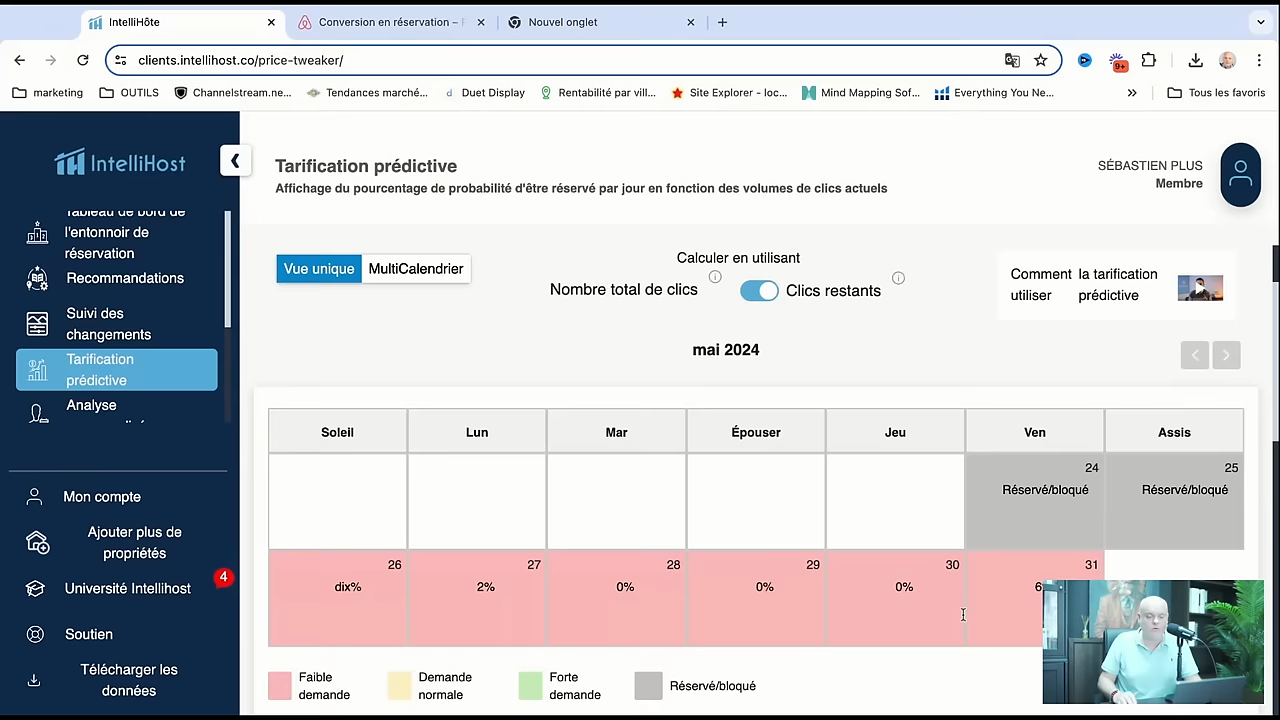 IntelliHôte
Conversion en réservation –
Nouvel onglet
clients.intellihost.co/price-tweaker/
9+
marketing
OUTILS
Channelstream.ne...
Tendances marché...
Duet Display
Rentabilité par vill...
Site Explorer - loc...
Mind Mapping Sof...
Everything You Ne...
Tous les favoris
IntelliHost
Tableau de bord de
l'entonnoir de
réservation
Recommandations
Suivi des
changements
Tarification
prédictive
Analyse
Mon compte
Ajouter plus de
propriétés
Université Intellihost
4
Soutien
Télécharger les
données
Tarification prédictive
Affichage du pourcentage de probabilité d'être réservé par jour en fonction des volumes de clics actuels
SÉBASTIEN PLUS
Membre
Vue unique
MultiCalendrier
Calculer en utilisant
Nombre total de clics
Clics restants
Comment utiliser
la tarification prédictive
mai 2024
Soleil
Lun
Mar
Épouser
Jeu
Ven
Assis
24
Réservé/bloqué
25
Réservé/bloqué
26
dix%
27
2%
28
0%
29
0%
30
0%
31
Faible
demande
Demande
normale
Forte
demande
Réservé/bloqué